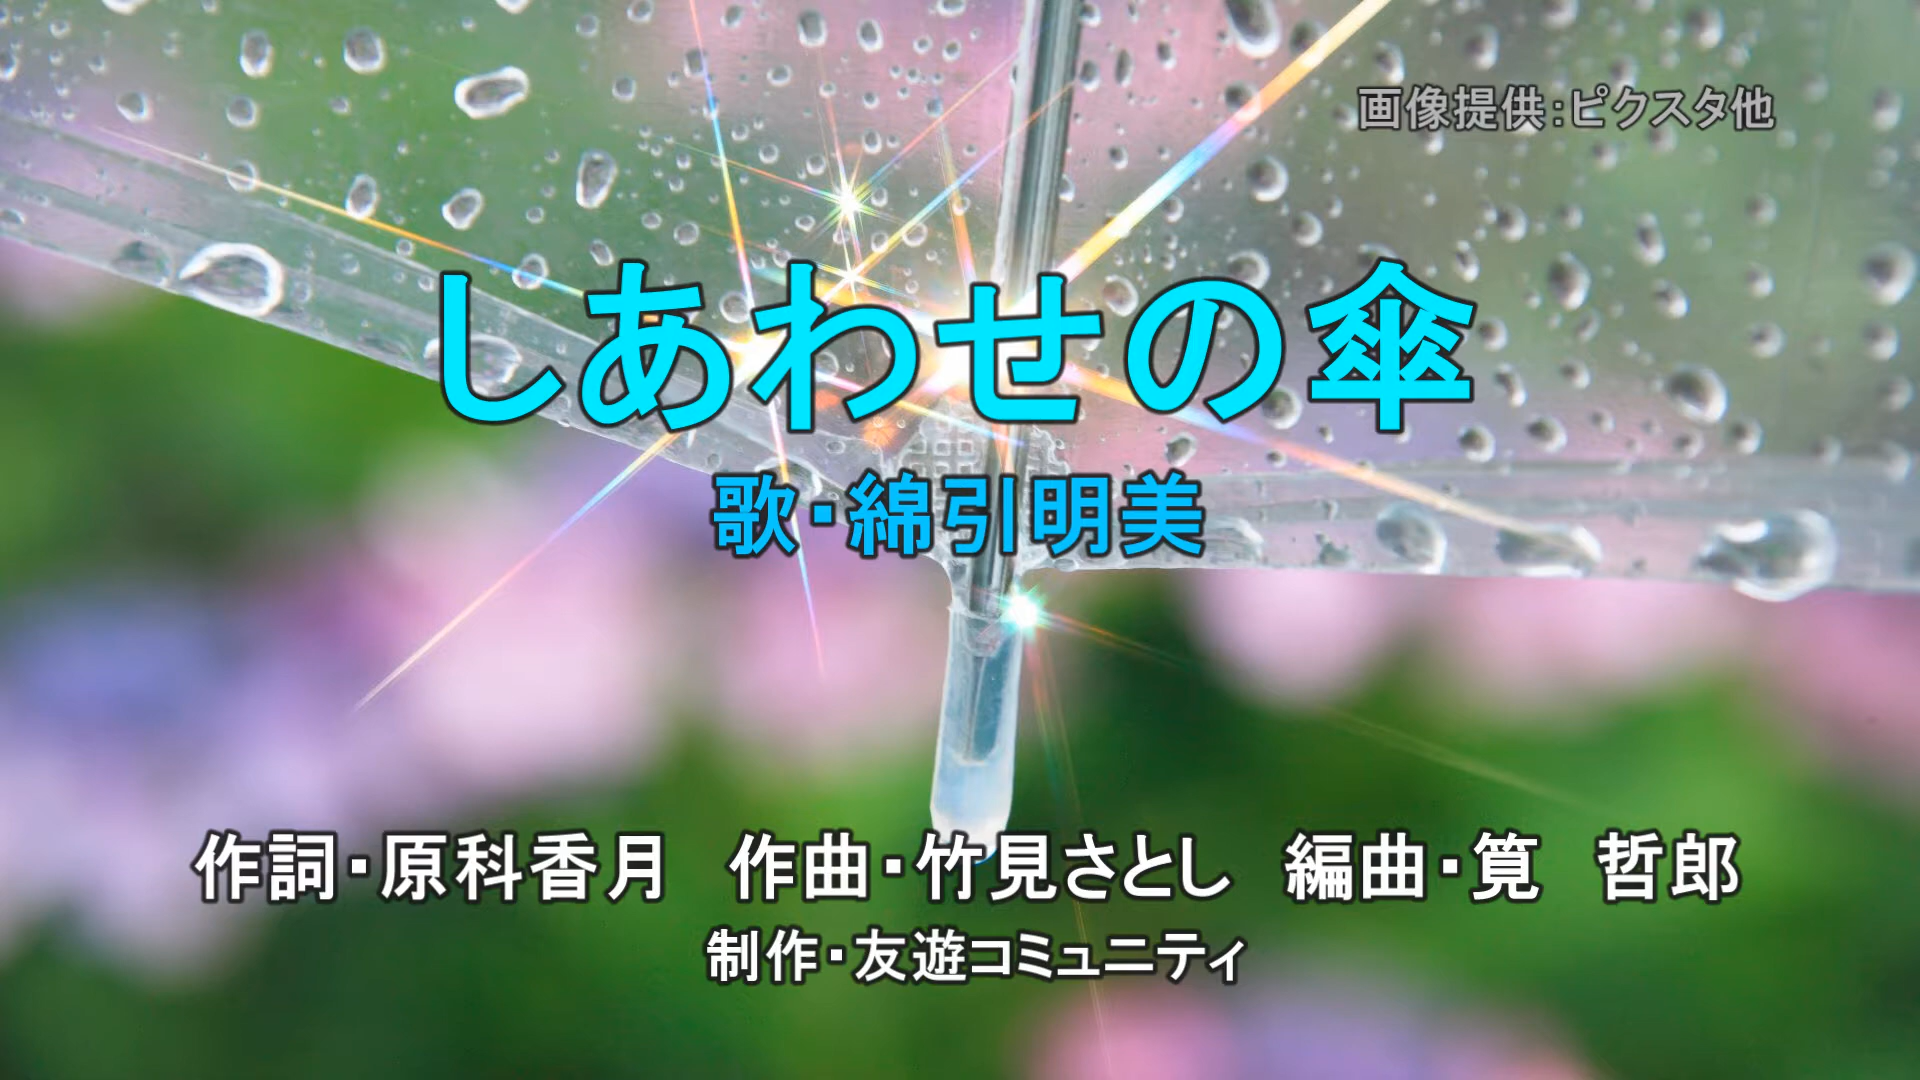 画像提供：ピクスタ他
しあわせの傘
歌・綿引明美
作詞・原科香月　作曲・竹見さとし　編曲・筧　哲郎
制作・友遊コミュニティ